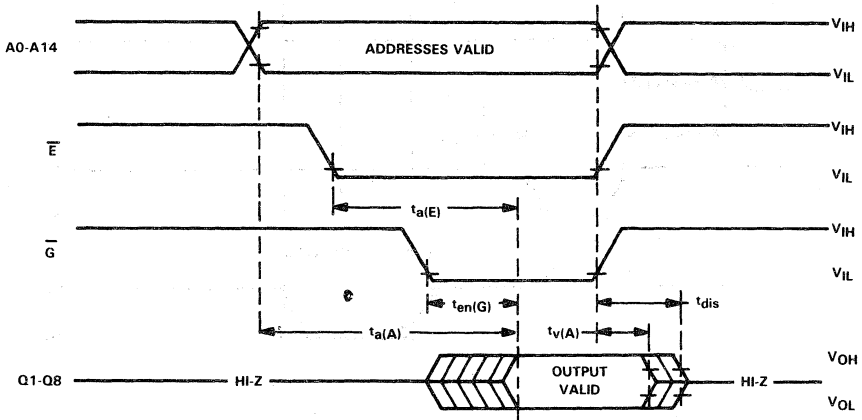 A0-A14
ADDRESSES VALID
VIH
VIL
E
VIH
VIL
ta(E)
G
VIH
VIL
ten(G)
tdis
ta(A)
tv(A)
Q1-Q8
HI-Z
OUTPUT
VALID
HI-Z
VOH
VOL